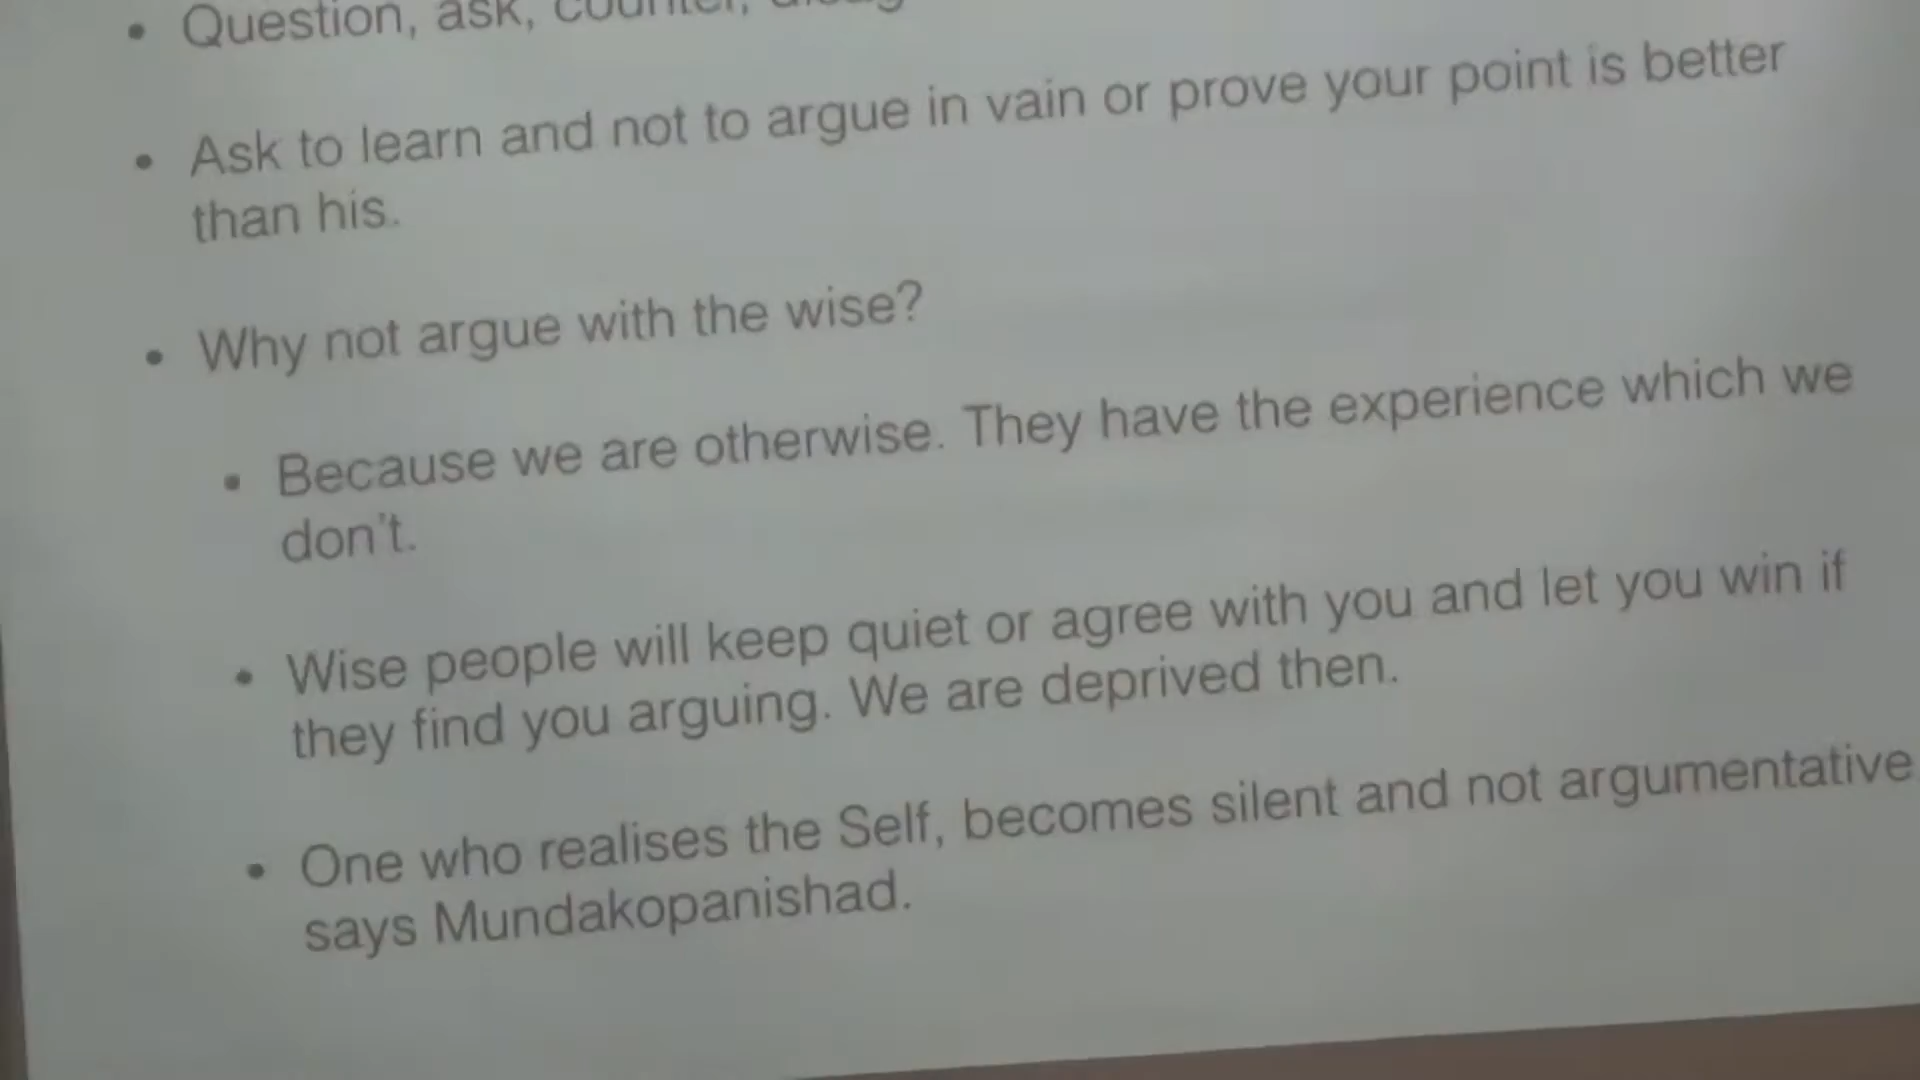 • Question, ask, counter,
• Ask to learn and not to argue in vain or prove your point is better
than his.
• Why not argue with the wise?
• Because we are otherwise. They have the experience which we
don't.
• Wise people will keep quiet or agree with you and let you win if
they find you arguing. We are deprived then.
• One who realises the Self, becomes silent and not argumentative
says Mundakopanishad.